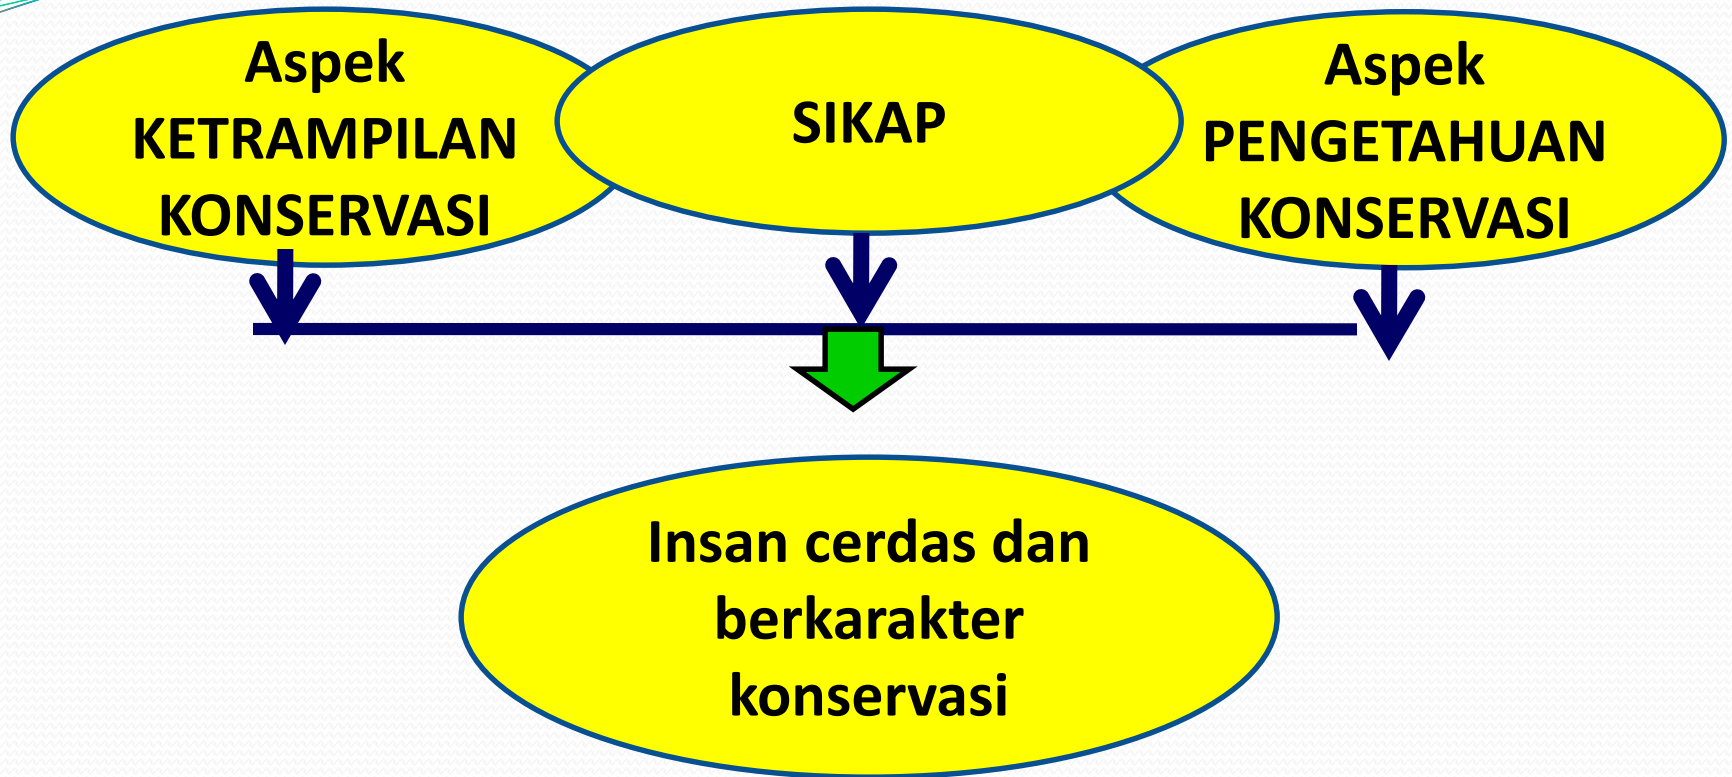 Aspek
KETRAMPILAN
KONSERVASI
SIKAP
Aspek
PENGETAHUAN
KONSERVASI
Insan cerdas dan
berkarakter
konservasi